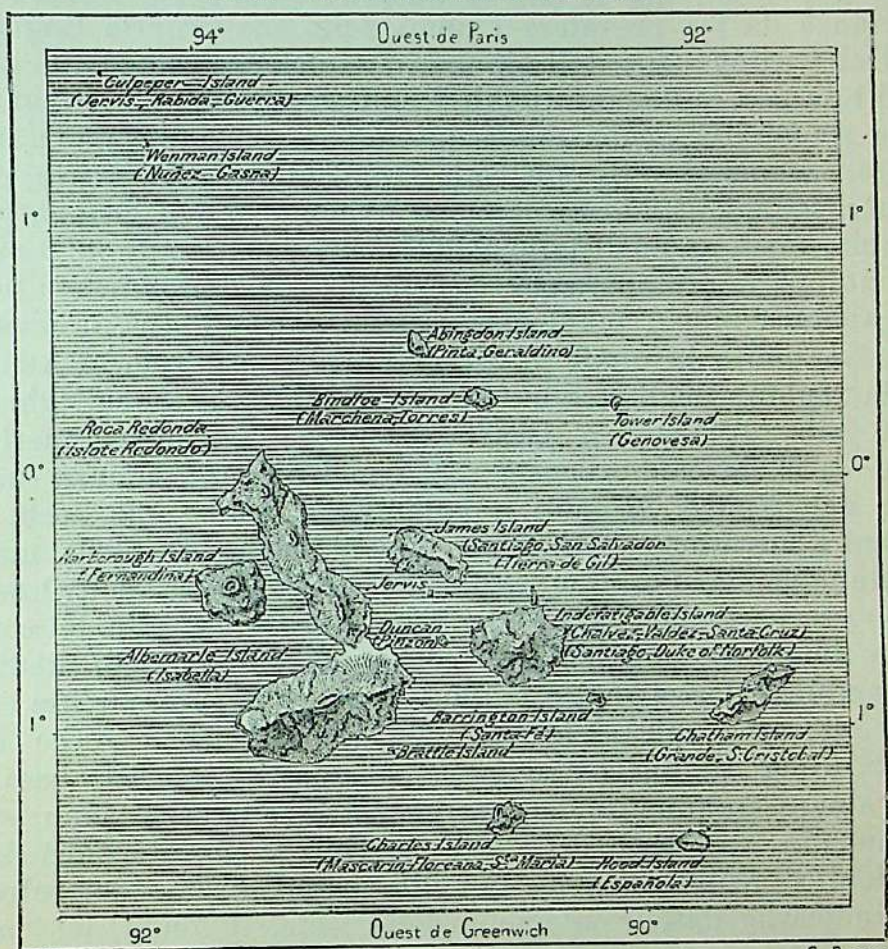 94° Ouest de Paris 92°
Culpeper Island
(Jervis, Rabida, Guerra)
Wenman Island
(Nuñez-Gasna)
1° 1°
Abingdon Island
(Pinta, Geraldino)
Bindloe Island
(Marchena, Torres)
Tower Island
(Genovesa)
Roca Redonda
(islote Redondo)
0° 0°
James Island
(Santiago, San Salvador
(Tierra de Gil)
Narborough Island
(Fernandina)
Jervis
Duncan
Pinzon
Indefatigable Island
(Chalvez-Valdez-Santa-Cruz)
(Santiago, Duke of Norfolk)
Albemarle Island
(Isabella)
Barrington Island
(Santa-Fé)
Chatham Island
(Grande, S. Cristobal)
1° 1°
Brattle Island
Charles Island
(Mascarin, Floreana, Sta Maria)
Hood Island
(Española)
92° Ouest de Greenwich 90°